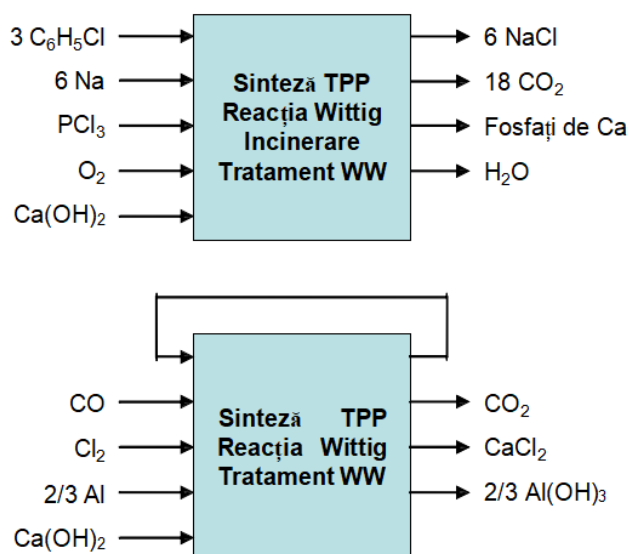 3 C₆H₅Cl
6 Na
PCl₃
O₂
Ca(OH)₂
Sinteză TPP
Reacția Wittig
Incinerare
Tratament WW
6 NaCl
18 CO₂
Fosfați de Ca
H₂O
CO
Cl₂
2/3 Al
Ca(OH)₂
Sinteză TPP
Reacția Wittig
Tratament WW
CO₂
CaCl₂
2/3 Al(OH)₃